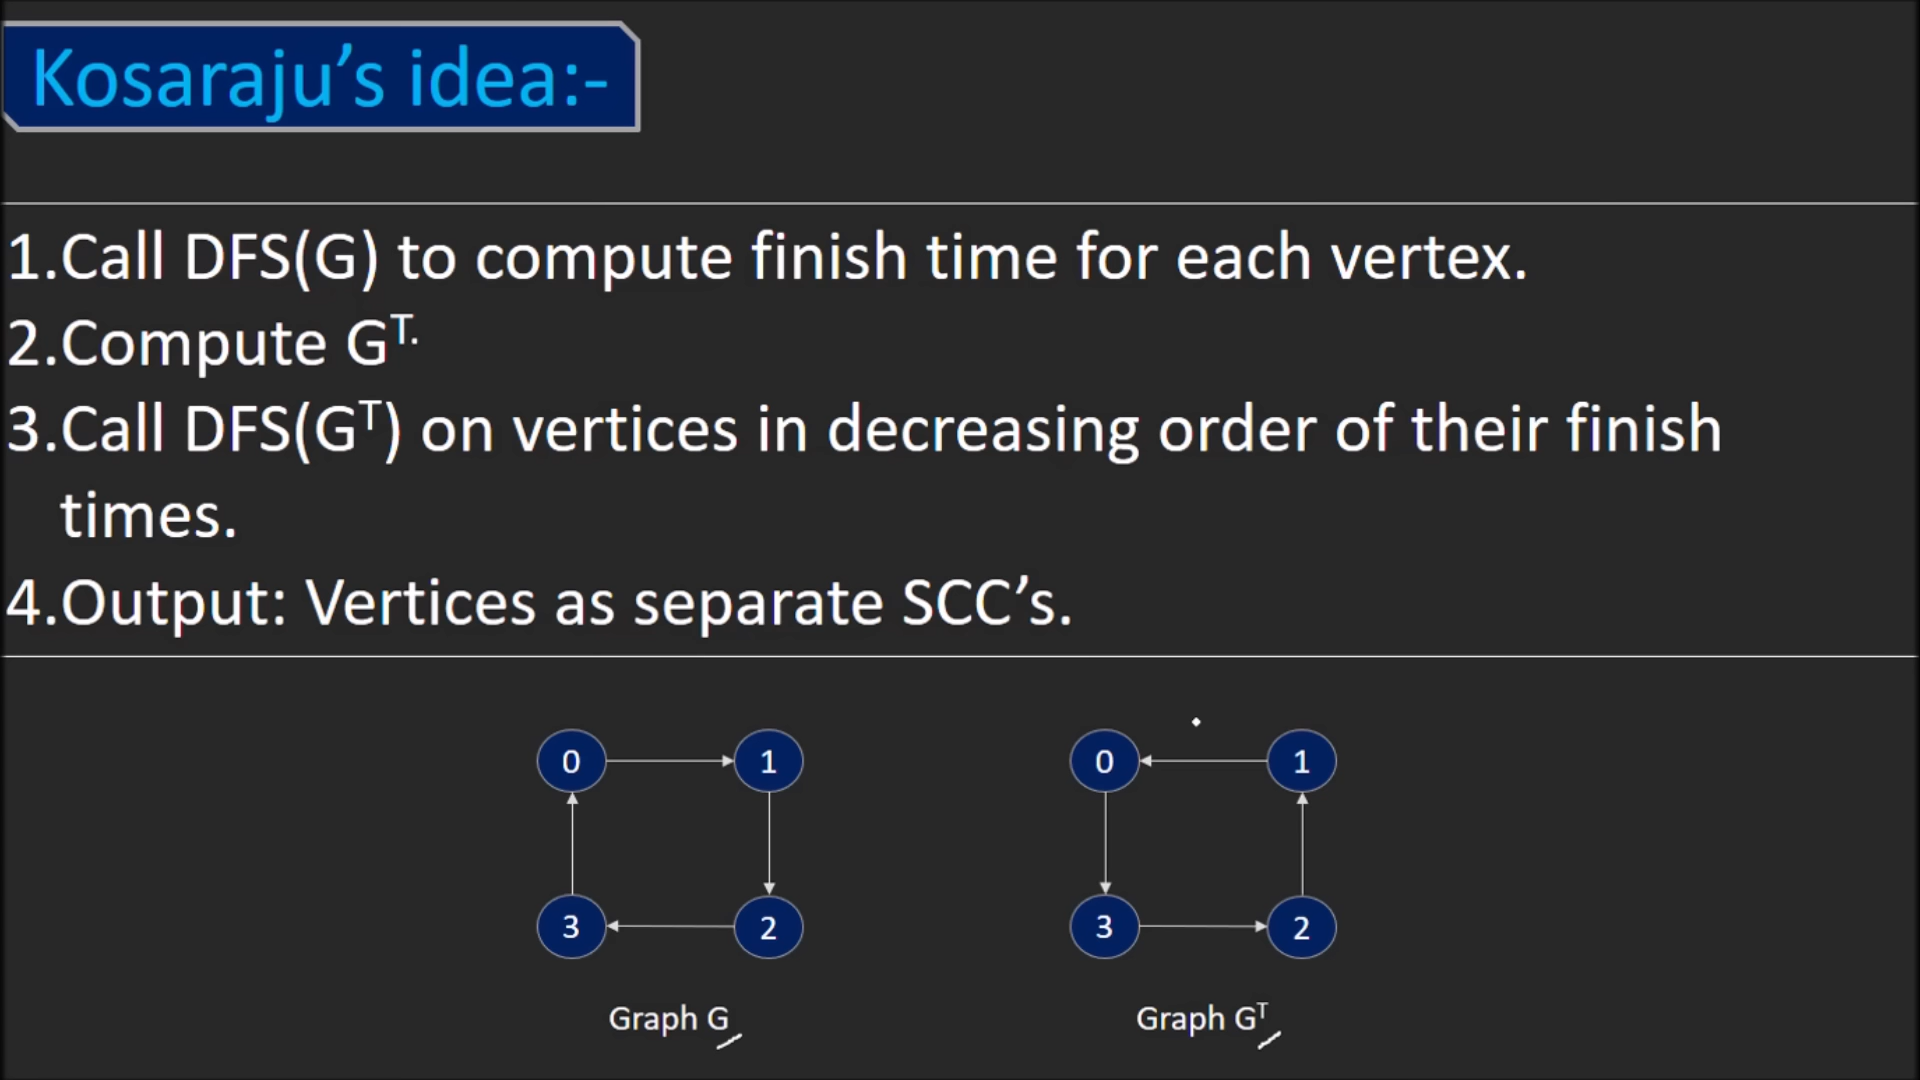 Kosaraju’s idea:-
1.Call DFS(G) to compute finish time for each vertex.
2.Compute Gᵀ.
3.Call DFS(Gᵀ) on vertices in decreasing order of their finish
times.
4.Output: Vertices as separate SCC’s.
0 1 0 1
3 2 3 2
Graph G Graph Gᵀ